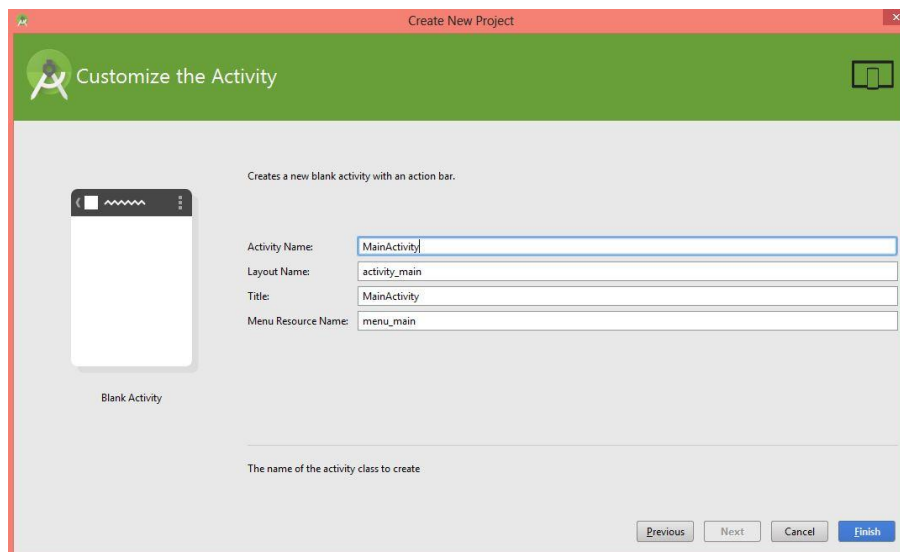 Create New Project
Customize the Activity
Creates a new blank activity with an action bar.
Activity Name: MainActivity
Layout Name: activity_main
Title: MainActivity
Menu Resource Name: menu_main
Blank Activity
The name of the activity class to create
Previous Next Cancel Finish